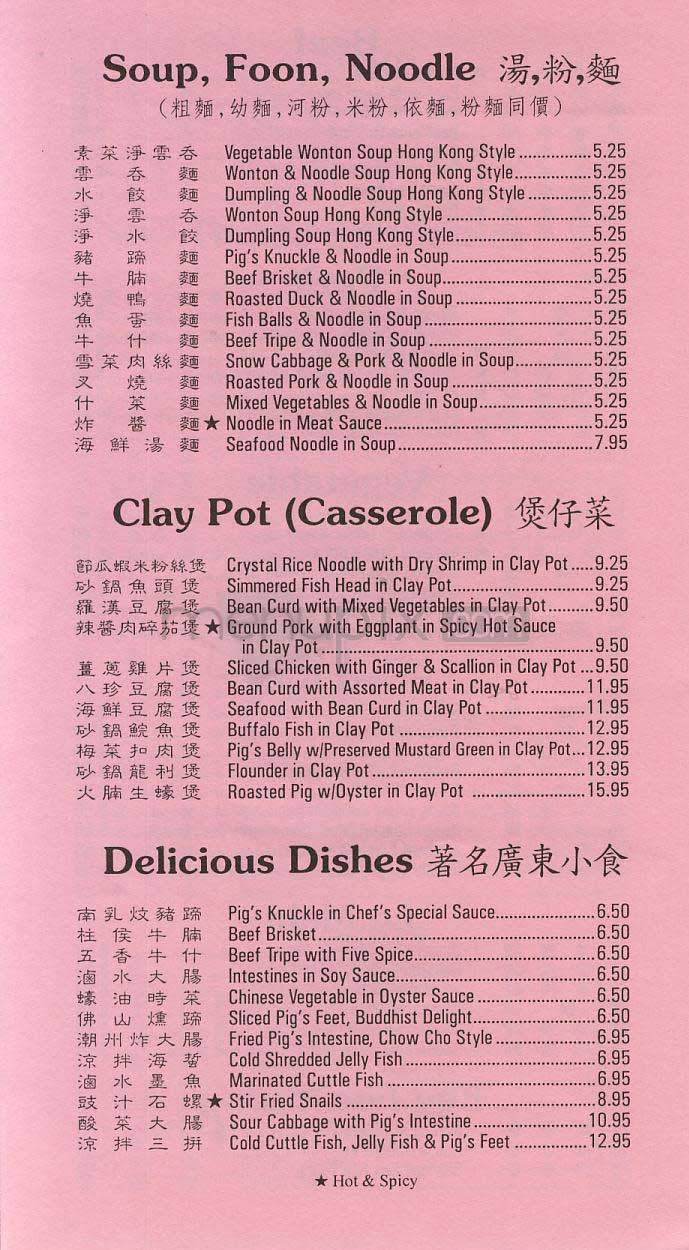 Soup, Foon, Noodle 湯,粉,麵
(粗麵,幼麵,河粉,米粉,依麵,粉麵同價)
素菜淨雲吞 Vegetable Wonton Soup Hong Kong Style ................5.25
雲吞麵 Wonton & Noodle Soup Hong Kong Style.................5.25
水餃麵 Dumpling & Noodle Soup Hong Kong Style ..............5.25
淨雲吞 Wonton Soup Hong Kong Style ................................5.25
淨水餃 Dumpling Soup Hong Kong Style..............................5.25
豬蹄麵 Pig's Knuckle & Noodle in Soup ...............................5.25
牛腩麵 Beef Brisket & Noodle in Soup.................................5.25
燒鴨麵 Roasted Duck & Noodle in Soup ..............................5.25
魚蛋麵 Fish Balls & Noodle in Soup .....................................5.25
牛什麵 Beef Tripe & Noodle in Soup ....................................5.25
雪菜肉絲麵 Snow Cabbage & Pork & Noodle in Soup.................5.25
叉燒麵 Roasted Pork & Noodle in Soup ...............................5.25
什菜麵 Mixed Vegetables & Noodle in Soup.........................5.25
炸醬麵 ★ Noodle in Meat Sauce..............................................5.25
海鮮湯麵 Seafood Noodle in Soup...........................................7.95
Clay Pot (Casserole) 煲仔菜
節瓜蝦米粉絲煲 Crystal Rice Noodle with Dry Shrimp in Clay Pot .....9.25
砂鍋魚頭煲 Simmered Fish Head in Clay Pot...............................9.25
羅漢豆腐煲 Bean Curd with Mixed Vegetables in Clay Pot..........9.50
辣醬肉碎茄煲 ★ Ground Pork with Eggplant in Spicy Hot Sauce
in Clay Pot ............................................................9.50
薑蔥雞片煲 Sliced Chicken with Ginger & Scallion in Clay Pot ...9.50
八珍豆腐煲 Bean Curd with Assorted Meat in Clay Pot............11.95
海鮮豆腐煲 Seafood with Bean Curd in Clay Pot ......................11.95
砂鍋鯇魚煲 Buffalo Fish in Clay Pot .........................................12.95
梅菜扣肉煲 Pig's Belly w/Preserved Mustard Green in Clay Pot...12.95
砂鍋龍利煲 Flounder in Clay Pot...............................................13.95
火腩生蠔煲 Roasted Pig w/Oyster in Clay Pot .........................15.95
Delicious Dishes 著名廣東小食
南乳炆豬蹄 Pig's Knuckle in Chef's Special Sauce......................6.50
柱侯牛腩 Beef Brisket.............................................................6.50
五香牛什 Beef Tripe with Five Spice........................................6.50
滷水大腸 Intestines in Soy Sauce............................................6.50
蠔油時菜 Chinese Vegetable in Oyster Sauce ..........................6.50
佛山燻蹄 Sliced Pig's Feet, Buddhist Delight...........................6.50
潮州炸大腸 Fried Pig's Intestine, Chow Cho Style ......................6.95
涼拌海蜇 Cold Shredded Jelly Fish..........................................6.95
滷水墨魚 Marinated Cuttle Fish ..............................................6.95
豉汁石螺 ★ Stir Fried Snails ......................................................8.95
酸菜大腸 Sour Cabbage with Pig's Intestine .........................10.95
涼拌三拼 Cold Cuttle Fish, Jelly Fish & Pig's Feet ................12.95
★ Hot & Spicy